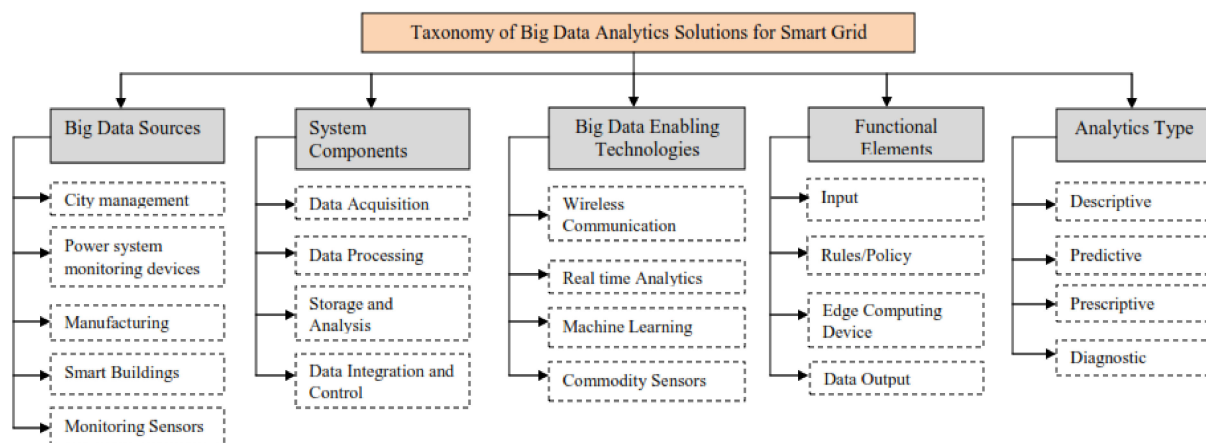 Taxonomy of Big Data Analytics Solutions for Smart Grid
Big Data Sources
City management
Power system
monitoring devices
Manufacturing
Smart Buildings
Monitoring Sensors
System
Components
Data Acquisition
Data Processing
Storage and
Analysis
Data Integration and
Control
Big Data Enabling
Technologies
Wireless
Communication
Real time Analytics
Machine Learning
Commodity Sensors
Functional
Elements
Input
Rules/Policy
Edge Computing
Device
Data Output
Analytics Type
Descriptive
Predictive
Prescriptive
Diagnostic